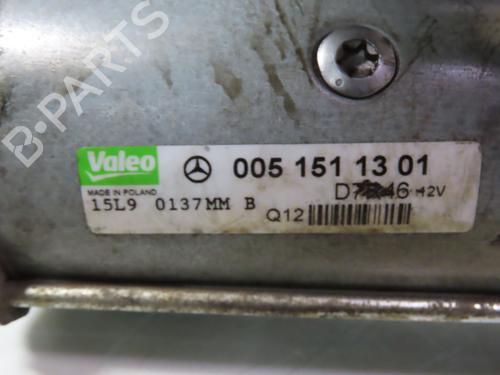 B-PARTS
Valeo 005 151 13 01
MADE IN POLAND
12V
15L9 0137MM B
Q12